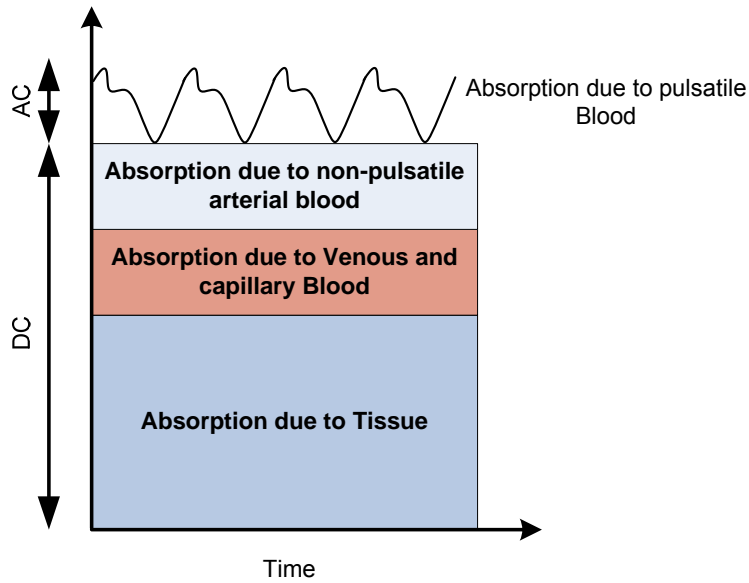 AC
Absorption due to pulsatile
Blood
Absorption due to non-pulsatile
arterial blood
Absorption due to Venous and
capillary Blood
DC
Absorption due to Tissue
Time